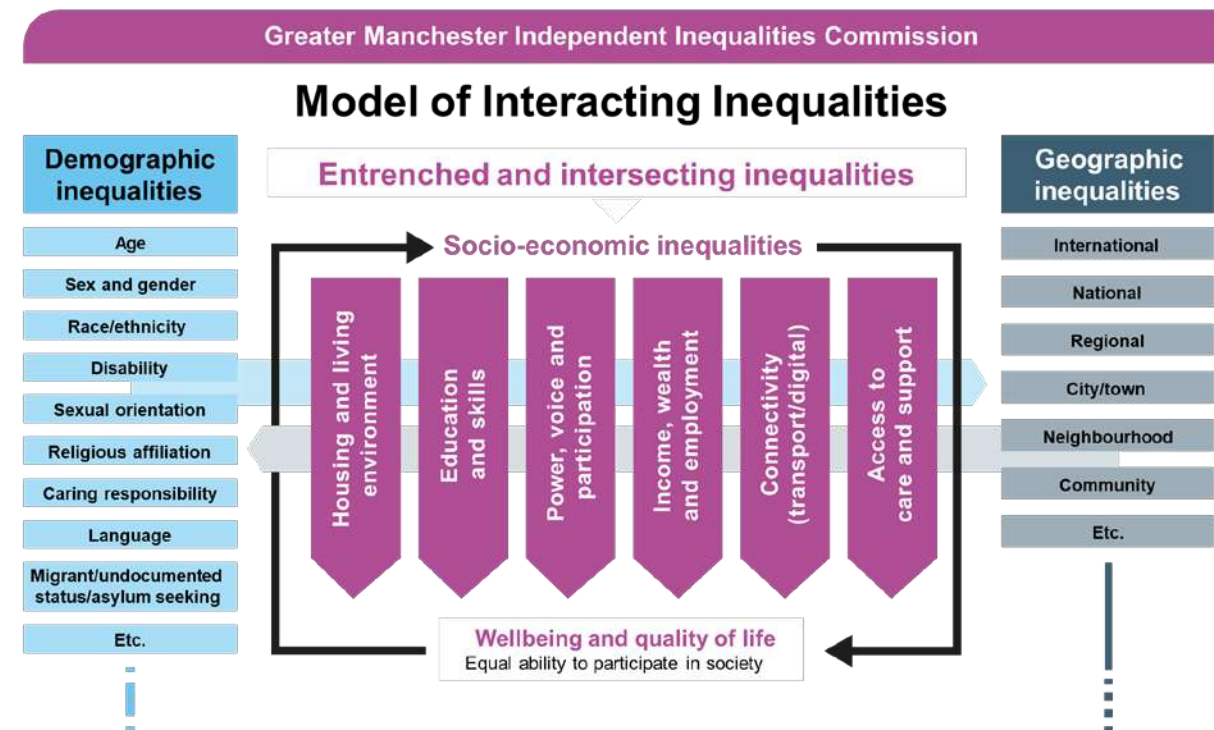 Greater Manchester Independent Inequalities Commission
Model of Interacting Inequalities
Demographic
inequalities
Age
Sex and gender
Race/ethnicity
Disability
Sexual orientation
Religious affiliation
Caring responsibility
Language
Migrant/undocumented
status/asylum seeking
Etc.
Entrenched and intersecting inequalities
Socio-economic inequalities
Housing and living
environment
Education
and skills
Power, voice and
participation
Income, wealth
and employment
Connectivity
(transport/digital)
Access to
care and support
Wellbeing and quality of life
Equal ability to participate in society
Geographic
inequalities
International
National
Regional
City/town
Neighbourhood
Community
Etc.